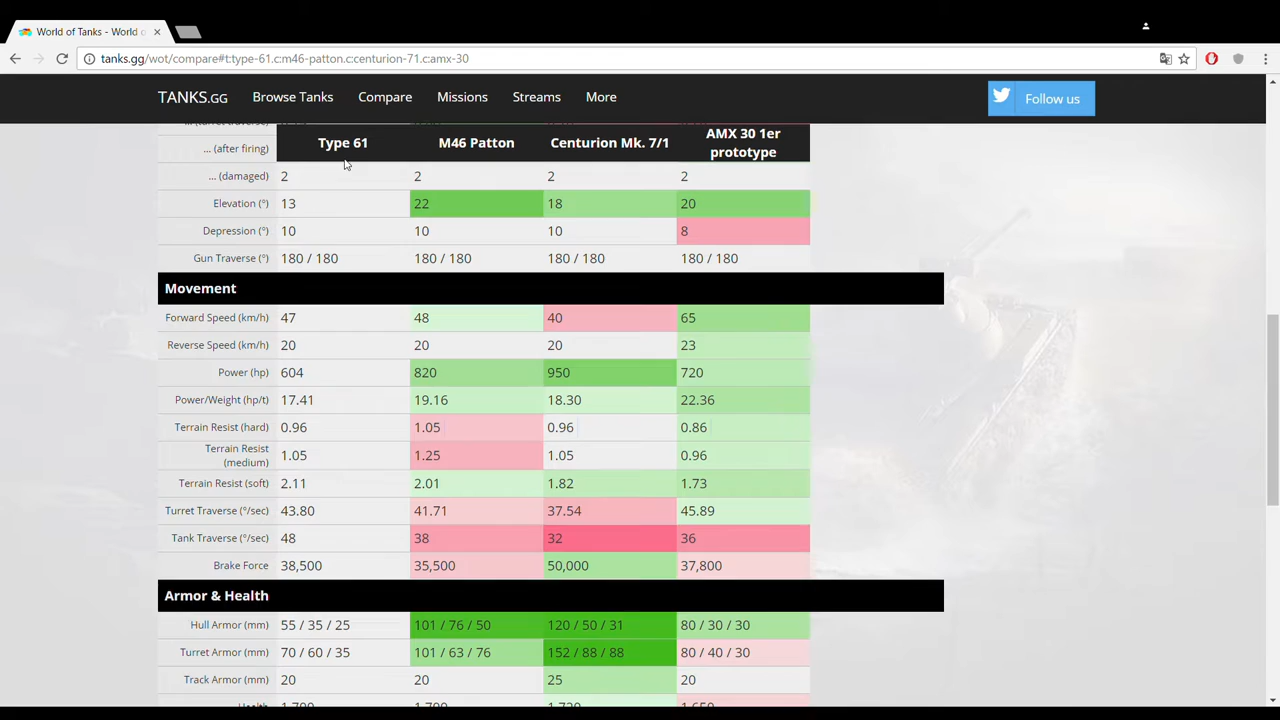 World of Tanks - World
tanks.gg/wot/compare#t:type-61.c:m46-patton.c:centurion-71.c:amx-30
TANKS.GG Browse Tanks Compare Missions Streams More Follow us
Type 61 M46 Patton Centurion Mk. 7/1 AMX 30 1er prototype
... (after firing)
... (damaged) 2 2 2 2
Elevation (º) 13 22 18 20
Depression (º) 10 10 10 8
Gun Traverse (º) 180 / 180 180 / 180 180 / 180 180 / 180
Movement
Forward Speed (km/h) 47 48 40 65
Reverse Speed (km/h) 20 20 20 23
Power (hp) 604 820 950 720
Power/Weight (hp/t) 17.41 19.16 18.30 22.36
Terrain Resist (hard) 0.96 1.05 0.96 0.86
Terrain Resist (medium) 1.05 1.25 1.05 0.96
Terrain Resist (soft) 2.11 2.01 1.82 1.73
Turret Traverse (º/sec) 43.80 41.71 37.54 45.89
Tank Traverse (º/sec) 48 38 32 36
Brake Force 38,500 35,500 50,000 37,800
Armor & Health
Hull Armor (mm) 55 / 35 / 25 101 / 76 / 50 120 / 50 / 31 80 / 30 / 30
Turret Armor (mm) 70 / 60 / 35 101 / 63 / 76 152 / 88 / 88 80 / 40 / 30
Track Armor (mm) 20 20 25 20